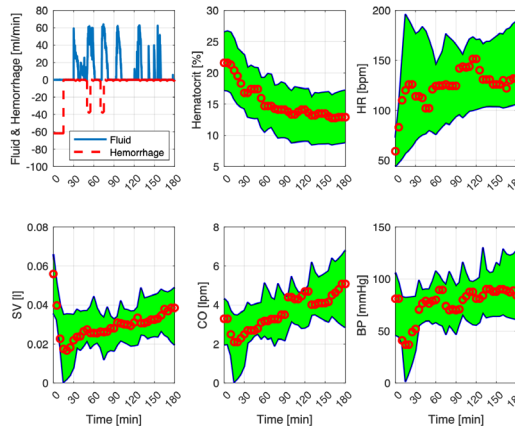 Fluid & Hemorrhage [ml/min]
80
60
40
20
0
-20
-40
-60
-80
-100
Fluid
Hemorrhage
0 30 60 90 120 150 180
Hematocrit [%]
30
25
20
15
10
5
0 30 60 90 120 150 180
HR [bpm]
200
150
100
50
0 30 60 90 120 150 180
SV [l]
0.08
0.06
0.04
0.02
0
0 30 60 90 120 150 180
Time [min]
CO [lpm]
8
6
4
2
0
0 30 60 90 120 150 180
Time [min]
BP [mmHg]
150
100
50
0
0 30 60 90 120 150 180
Time [min]